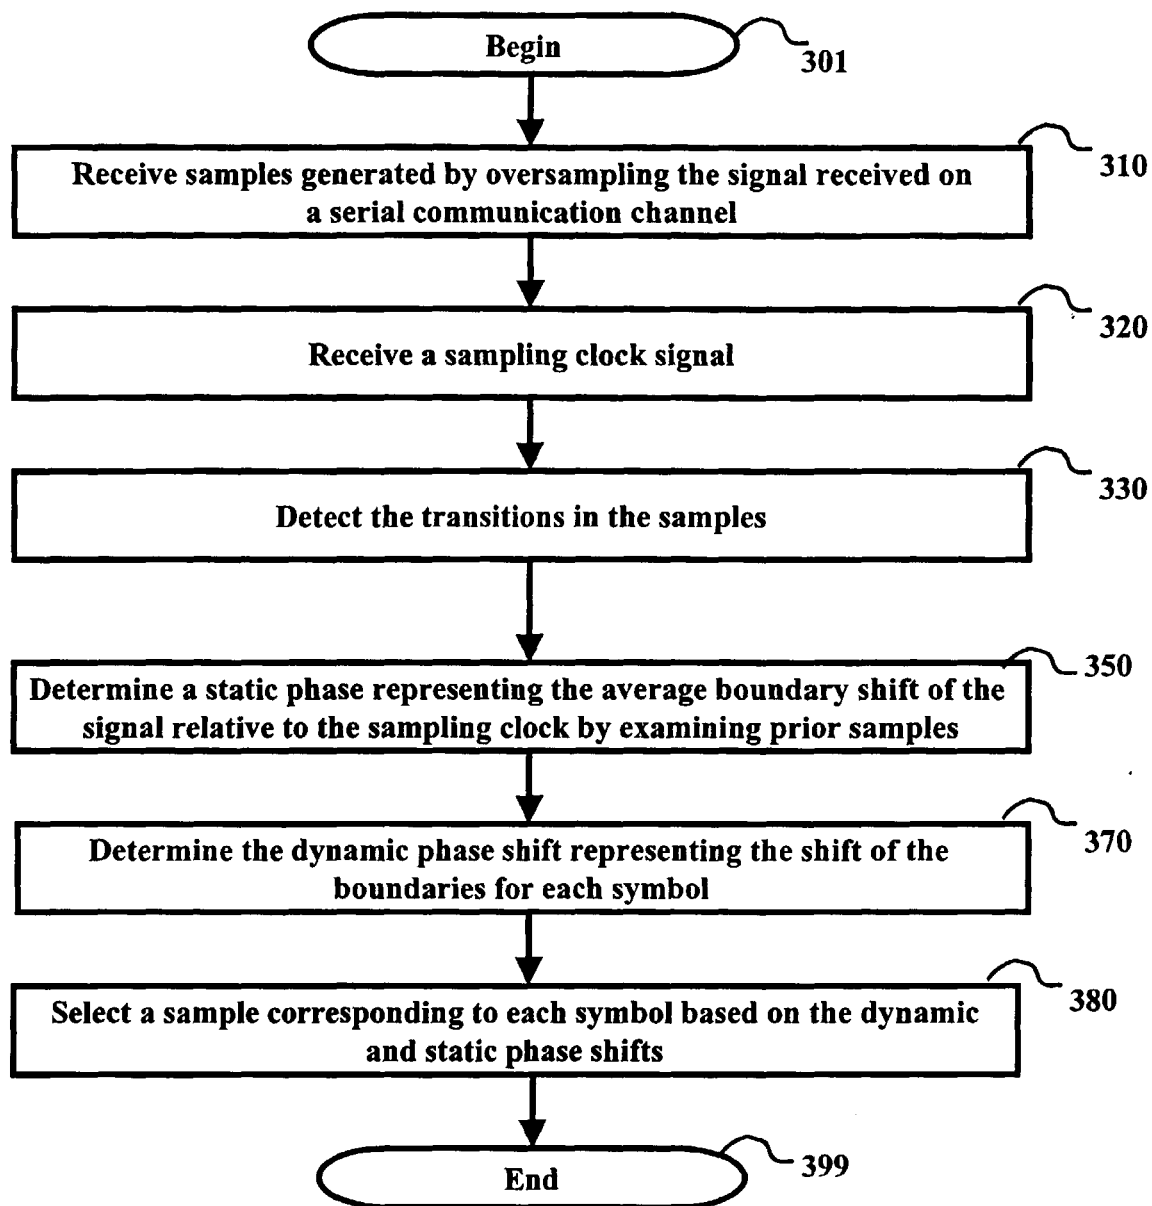 Begin
301
310
Receive samples generated by oversampling the signal received on
a serial communication channel
320
Receive a sampling clock signal
330
Detect the transitions in the samples
350
Determine a static phase representing the average boundary shift of the
signal relative to the sampling clock by examining prior samples
370
Determine the dynamic phase shift representing the shift of the
boundaries for each symbol
380
Select a sample corresponding to each symbol based on the dynamic
and static phase shifts
End
399